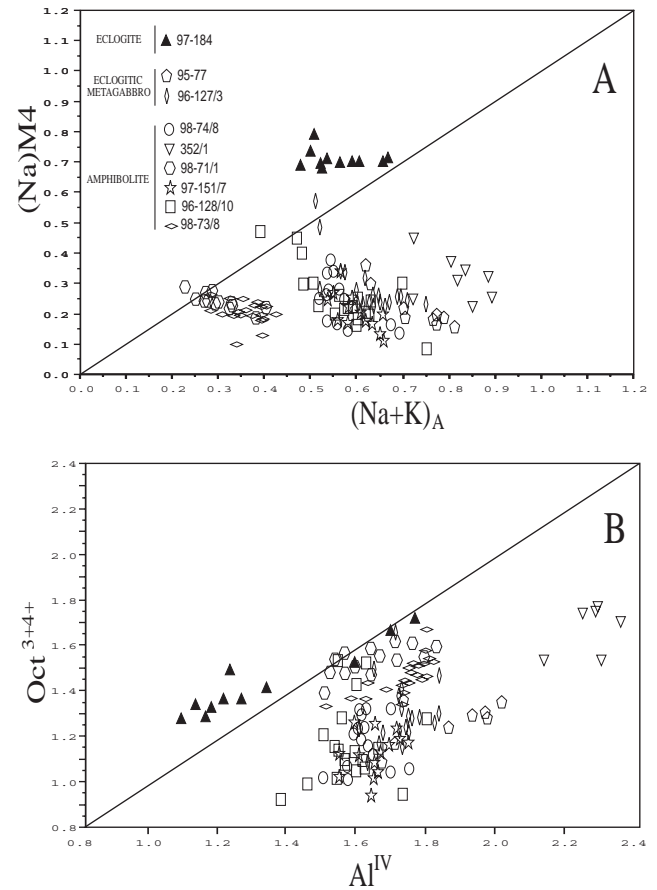 1.2
1.1
1.0
0.9
0.8
0.7
0.6
0.5
0.4
0.3
0.2
0.1
0.0
(Na)M4
ECLOGITE 97-184
ECLOGITIC METAGABBRO
95-77
96-127/3
AMPHIBOLITE
98-74/8
352/1
98-71/1
97-151/7
96-128/10
98-73/8
A
0.0 0.1 0.2 0.3 0.4 0.5 0.6 0.7 0.8 0.9 1.0 1.1 1.2
(Na+K)A
2.4
2.2
2.0
1.8
1.6
1.4
1.2
1.0
0.8
Oct 3+4+
B
0.8 1.0 1.2 1.4 1.6 1.8 2.0 2.2 2.4
AlIV